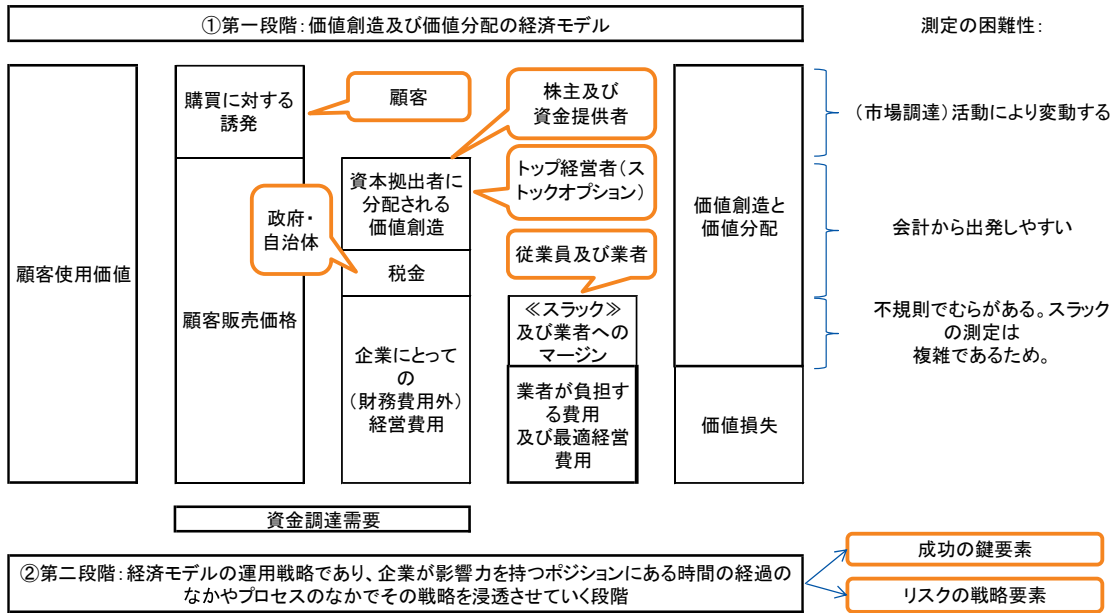 ①第一段階：価値創造及び価値分配の経済モデル
測定の困難性：
顧客使用価値
購買に対する
誘発
顧客販売価格
顧客
株主及び
資金提供者
トップ経営者（ス
トックオプション）
政府・
自治体
資本拠出者に
分配される
価値創造
税金
企業にとって
の
（財務費用外）
経営費用
従業員及び業者
≪スラック≫
及び業者への
マージン
業者が負担す
る費用
及び最適経営
費用
価値創造と
価値分配
価値損失
（市場調達）活動により変動する
会計から出発しやすい
不規則でむらがある。スラック
の測定は
複雑であるため。
資金調達需要
②第二段階：経済モデルの運用戦略であり、企業が影響力を持つポジションにある時間の経過の
なかやプロセスのなかでその戦略を浸透させていく段階
成功の鍵要素
リスクの戦略要素